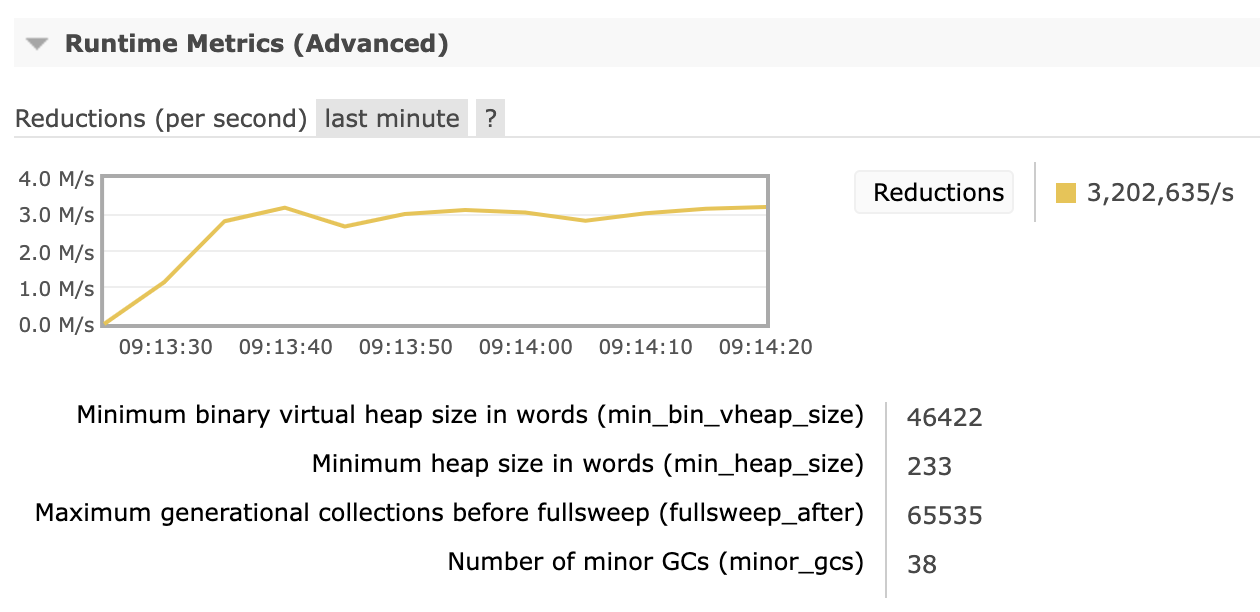 Runtime Metrics (Advanced)
Reductions (per second) last minute ?
4.0 M/s
3.0 M/s
2.0 M/s
1.0 M/s
0.0 M/s
09:13:30 09:13:40 09:13:50 09:14:00 09:14:10 09:14:20
Reductions 3,202,635/s
Minimum binary virtual heap size in words (min_bin_vheap_size) 46422
Minimum heap size in words (min_heap_size) 233
Maximum generational collections before fullsweep (fullsweep_after) 65535
Number of minor GCs (minor_gcs) 38